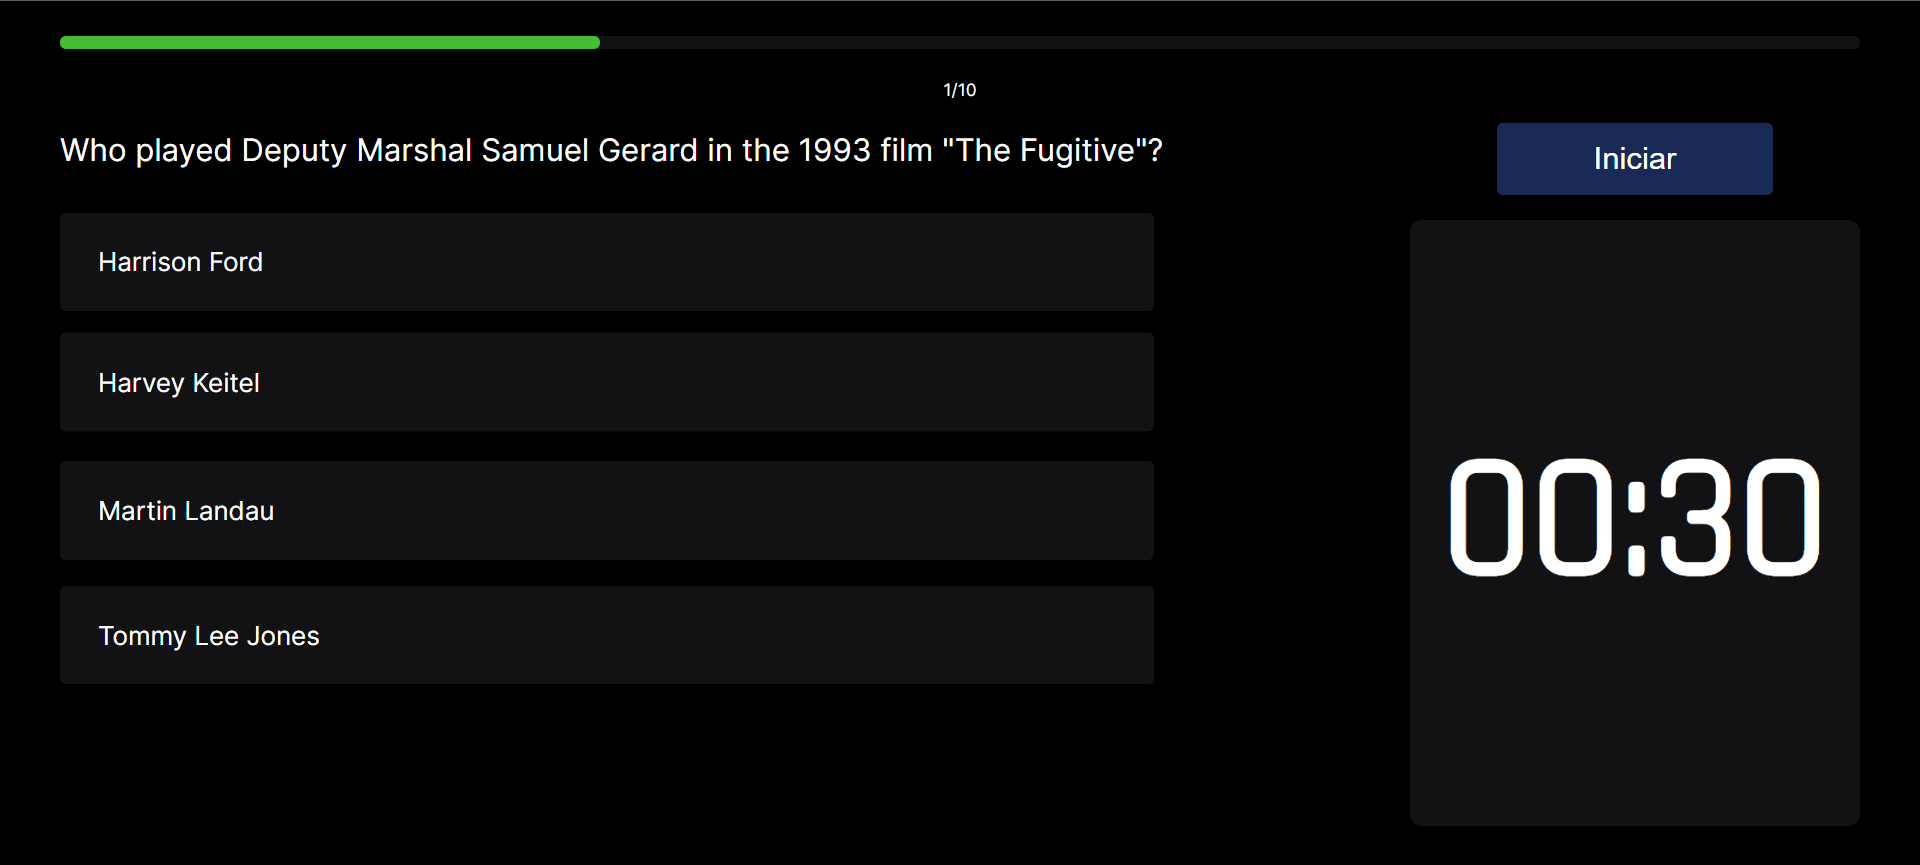 1/10
Who played Deputy Marshal Samuel Gerard in the 1993 film "The Fugitive"?
Iniciar
Harrison Ford
Harvey Keitel
Martin Landau
Tommy Lee Jones
00:30